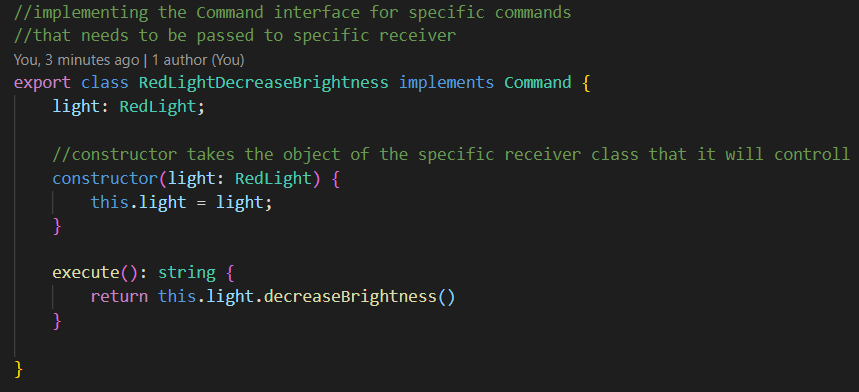 //implementing the Command interface for specific commands
//that needs to be passed to specific receiver
You, 3 minutes ago | 1 author (You)
export class RedLightDecreaseBrightness implements Command {
    light: RedLight;

    //constructor takes the object of the specific receiver class that it will controll
    constructor(light: RedLight) {
        this.light = light;
    }

    execute(): string {
        return this.light.decreaseBrightness()
    }

}